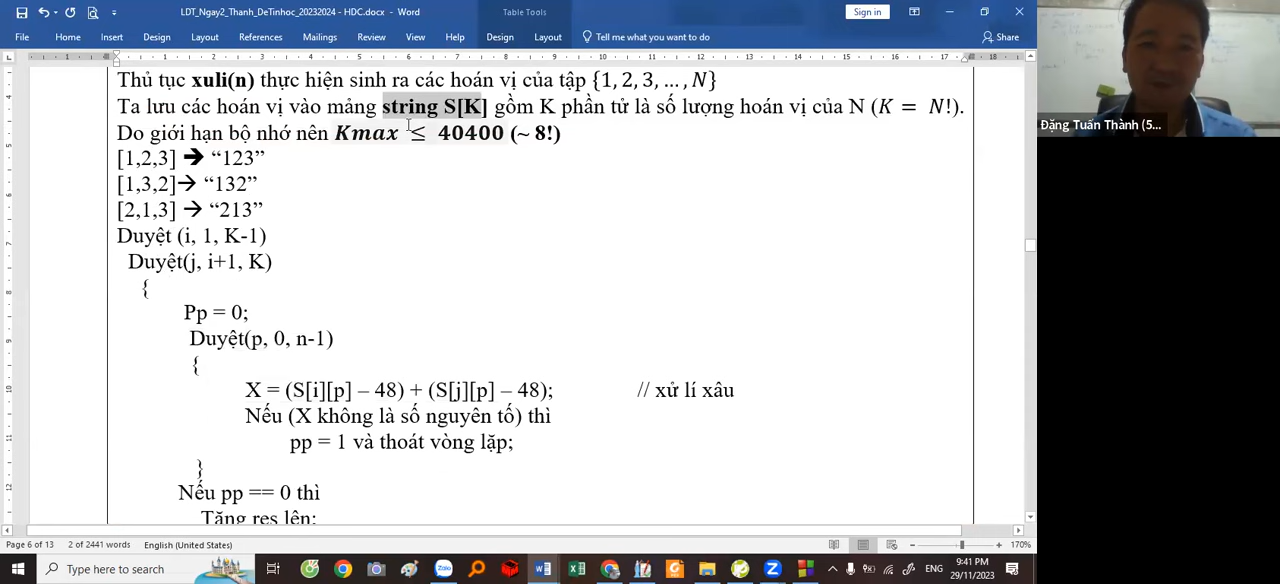 LDT_Ngay2_Thanh_DeTinhoc_20232024 - HDC.docx - Word
Table Tools
Sign in
File Home Insert Design Layout References Mailings Review View Help Design Layout Tell me what you want to do Share
Thủ tục xuli(n) thực hiện sinh ra các hoán vị của tập {1, 2, 3, … , N}
Ta lưu các hoán vị vào mảng string S[K] gồm K phần tử là số lượng hoán vị của N (K = N!).
Do giới hạn bộ nhớ nên Kmax ≤ 40400 (~ 8!)
Đặng Tuấn Thành (5...
[1,2,3] → “123”
[1,3,2]→ “132”
[2,1,3] → “213”
Duyệt (i, 1, K-1)
Duyệt(j, i+1, K)
{
Pp = 0;
Duyệt(p, 0, n-1)
{
X = (S[i][p] – 48) + (S[j][p] – 48); // xử lí xâu
Nếu (X không là số nguyên tố) thì
pp = 1 và thoát vòng lặp;
}
Nếu pp == 0 thì
Tăng res lên;
Page 6 of 13 2 of 2441 words English (United States) 170%
Type here to search
9:41 PM
29/11/2023